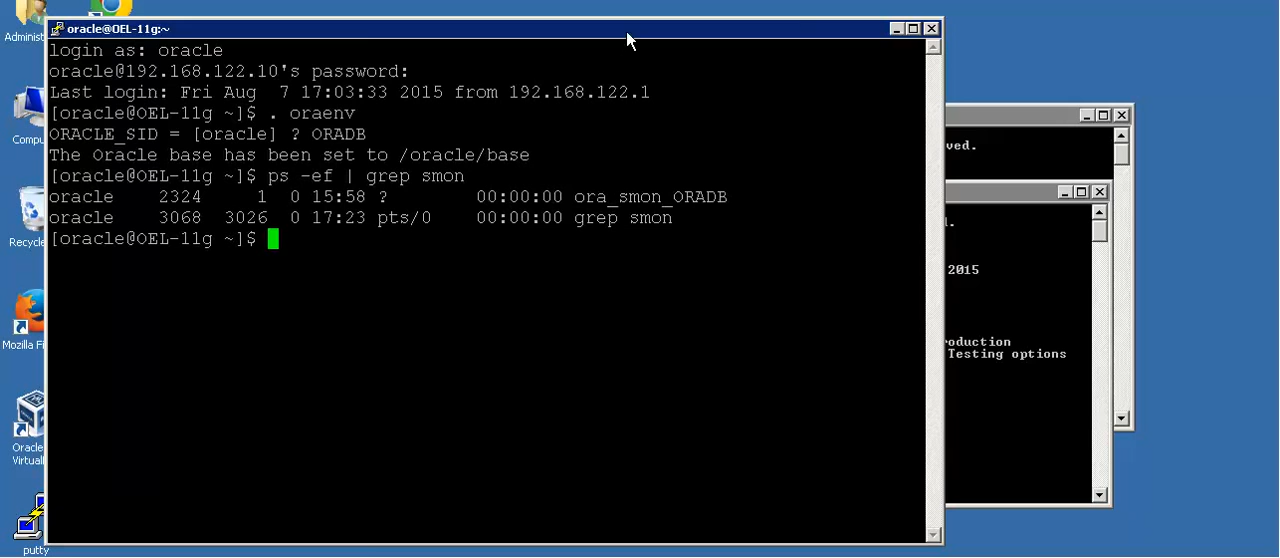 Adminis
Compu
Recycle
Mozilla Fi
Oracle
Virtuall
putty
oracle@OEL-11g:~
login as: oracle
oracle@192.168.122.10's password:
Last login: Fri Aug  7 17:03:33 2015 from 192.168.122.1
[oracle@OEL-11g ~]$ . oraenv
ORACLE_SID = [oracle] ? ORADB
The Oracle base has been set to /oracle/base
[oracle@OEL-11g ~]$ ps -ef | grep smon
oracle    2324     1  0 15:58 ?        00:00:00 ora_smon_ORADB
oracle    3068  3026  0 17:23 pts/0    00:00:00 grep smon
[oracle@OEL-11g ~]$
ved.
l.
2015
roduction
Testing options